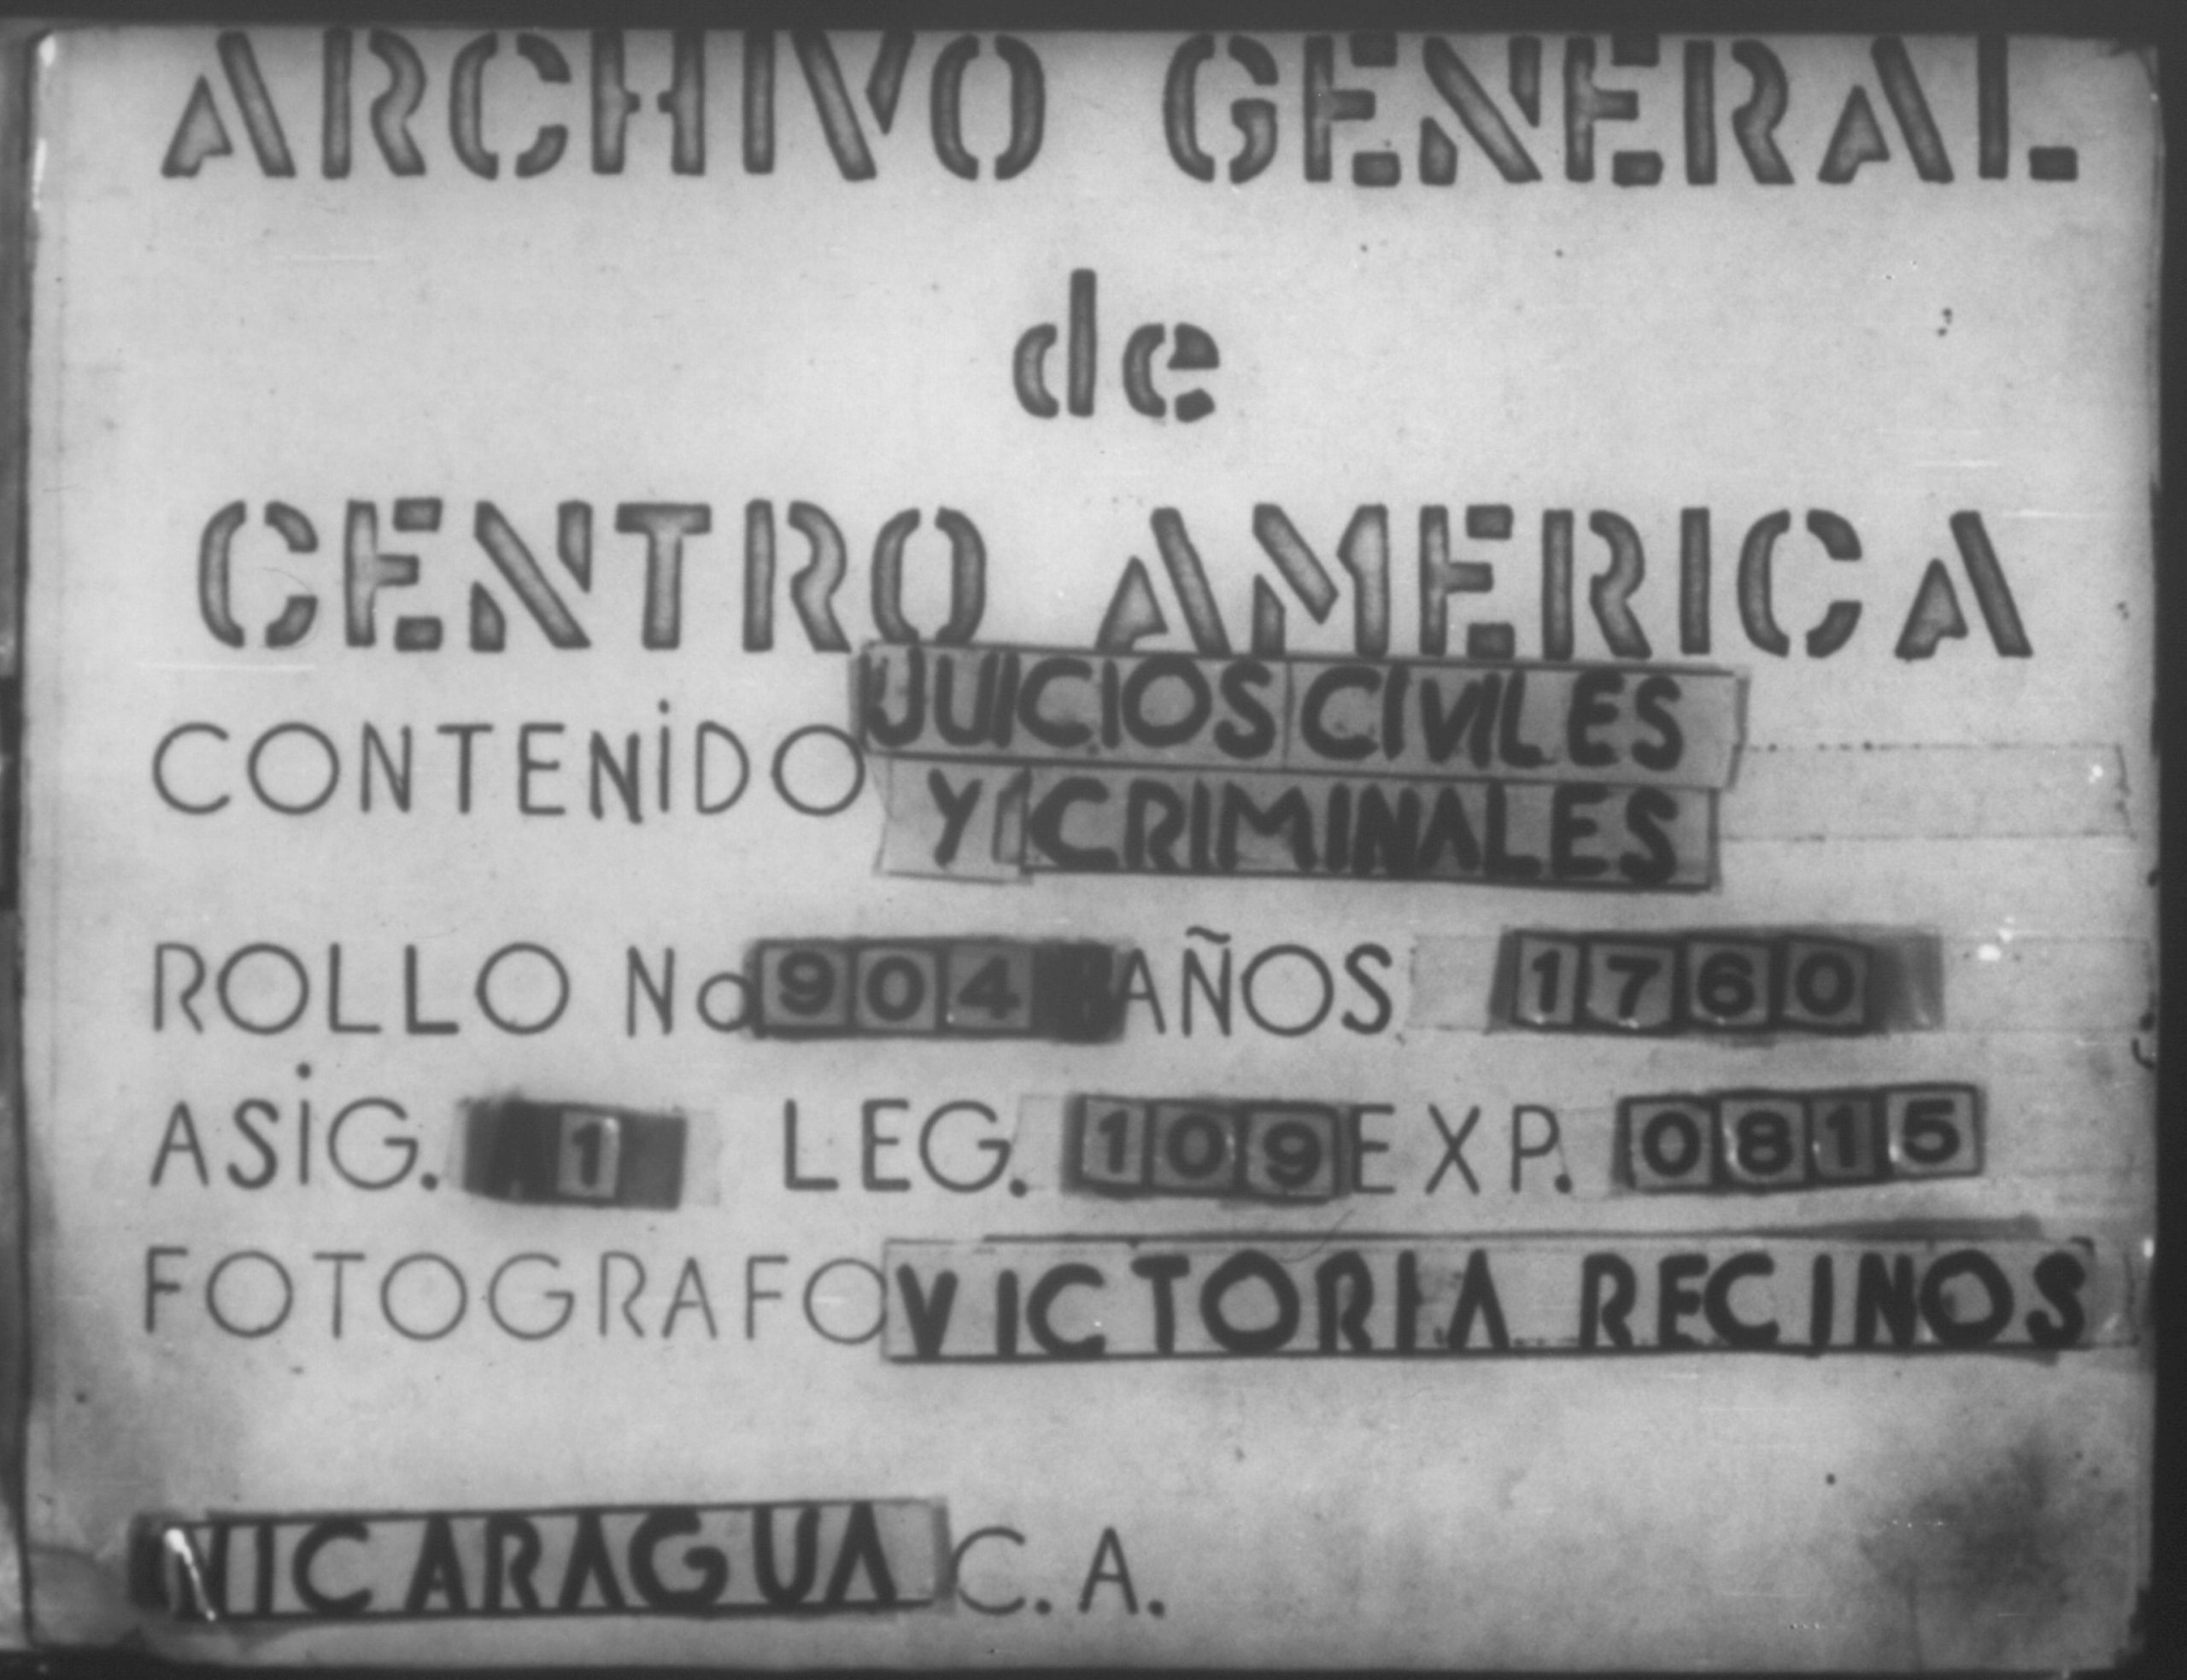 ARCHIVO GENERAL
de
CENTRO AMERICA
CONTENIDO JUICIOS CIVILES
Y CRIMINALES
ROLLO No 904 AÑOS 1760
ASIG. 1 LEG. 109 EXP. 0815
FOTOGRAFO VICTORIA RECINOS
NICARAGUA C.A.